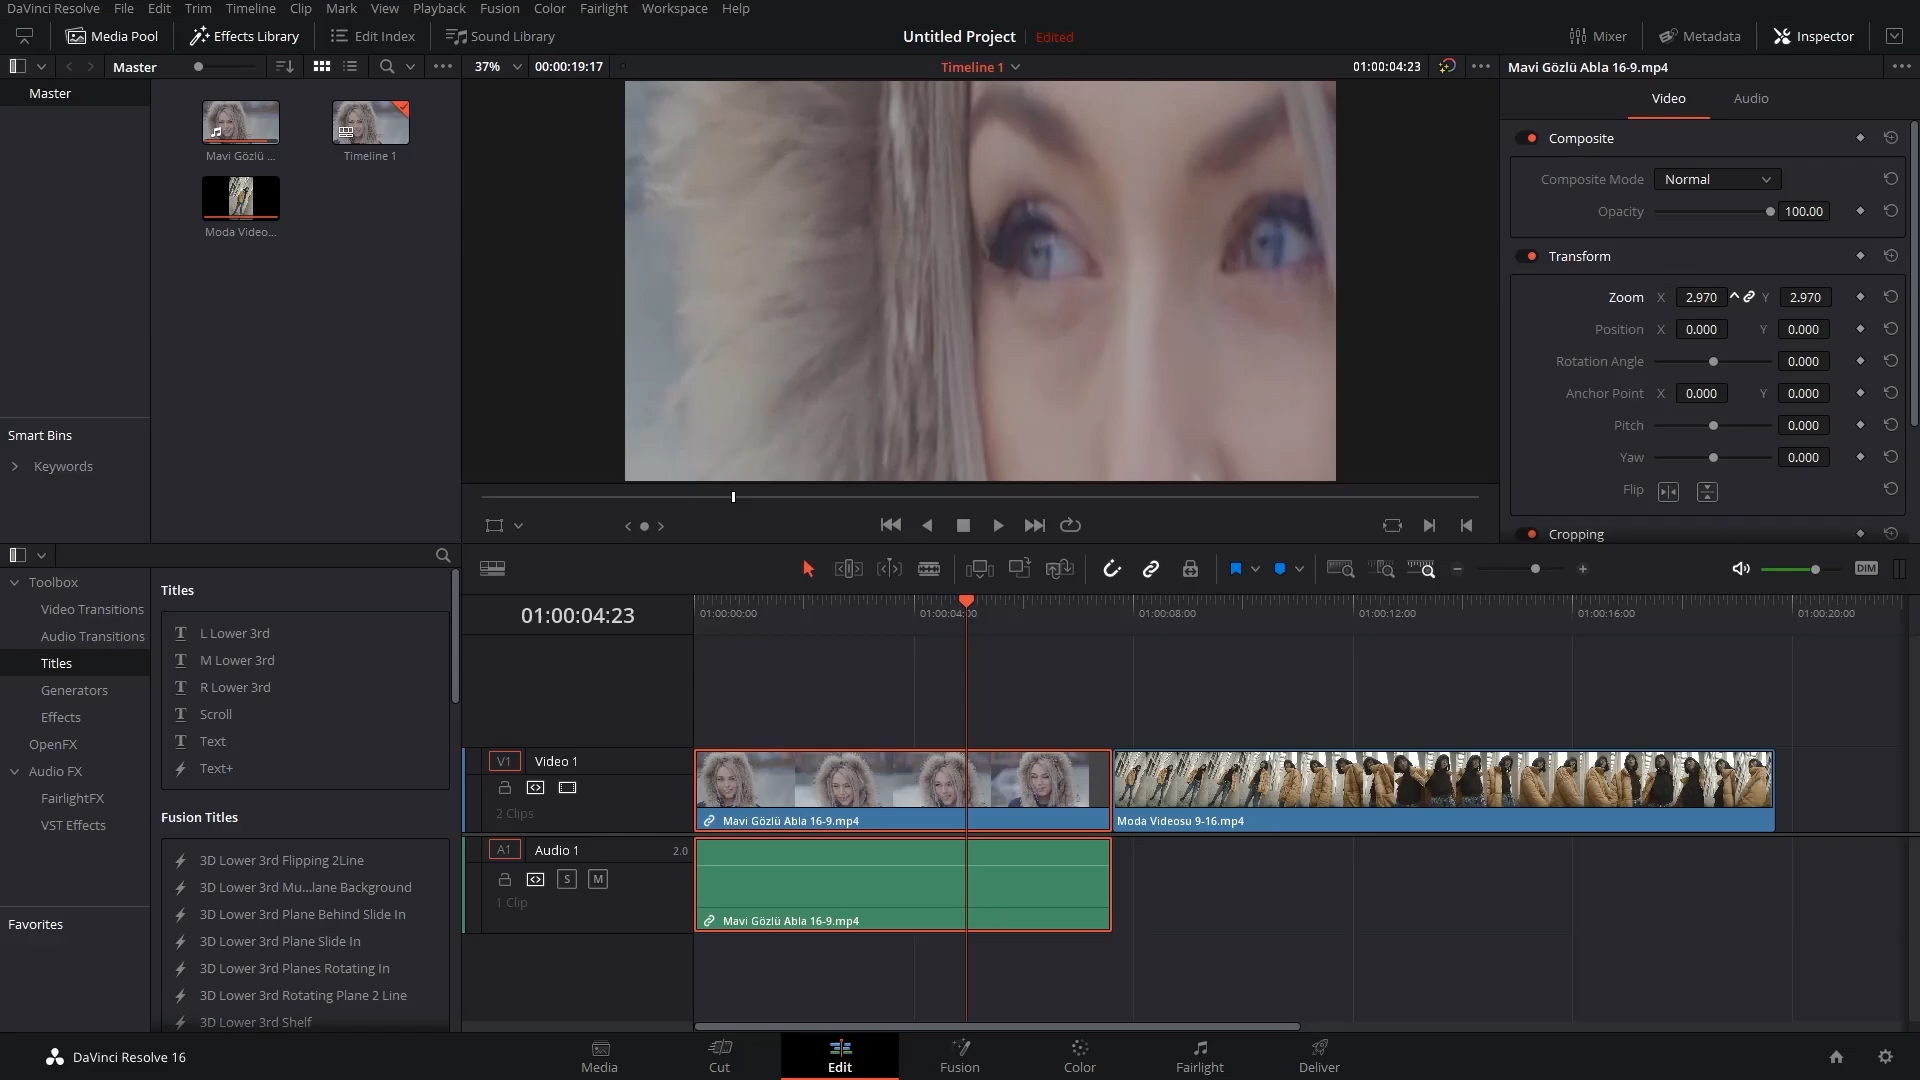 DaVinci Resolve File Edit Trim Timeline Clip Mark View Playback Fusion Color Fairlight Workspace Help
Media Pool Effects Library Edit Index Sound Library Untitled Project Edited Mixer Metadata Inspector
Master 37% 00:00:19:17 Timeline 1 01:00:04:23 Mavi Gözlü Abla 16-9.mp4
Master
Mavi Gözlü ... Timeline 1
Moda Video...
Smart Bins
Keywords
Video Audio
Composite
Composite Mode Normal
Opacity 100.00
Transform
Zoom X 2.970 Y 2.970
Position X 0.000 Y 0.000
Rotation Angle 0.000
Anchor Point X 0.000 Y 0.000
Pitch 0.000
Yaw 0.000
Flip
Cropping
Toolbox
Video Transitions
Audio Transitions
Titles
Generators
Effects
OpenFX
Audio FX
FairlightFX
VST Effects
Favorites
Titles
L Lower 3rd
M Lower 3rd
R Lower 3rd
Scroll
Text
Text+
Fusion Titles
3D Lower 3rd Flipping 2Line
3D Lower 3rd Mu...lane Background
3D Lower 3rd Plane Behind Slide In
3D Lower 3rd Plane Slide In
3D Lower 3rd Planes Rotating In
3D Lower 3rd Rotating Plane 2 Line
3D Lower 3rd Shelf
DIM
01:00:04:23 01:00:00:00 01:00:04:00 01:00:08:00 01:00:12:00 01:00:16:00 01:00:20:00
V1 Video 1
2 Clips
Mavi Gözlü Abla 16-9.mp4 Moda Videosu 9-16.mp4
A1 Audio 1 2.0
S M
1 Clip
Mavi Gözlü Abla 16-9.mp4
DaVinci Resolve 16 Media Cut Edit Fusion Color Fairlight Deliver